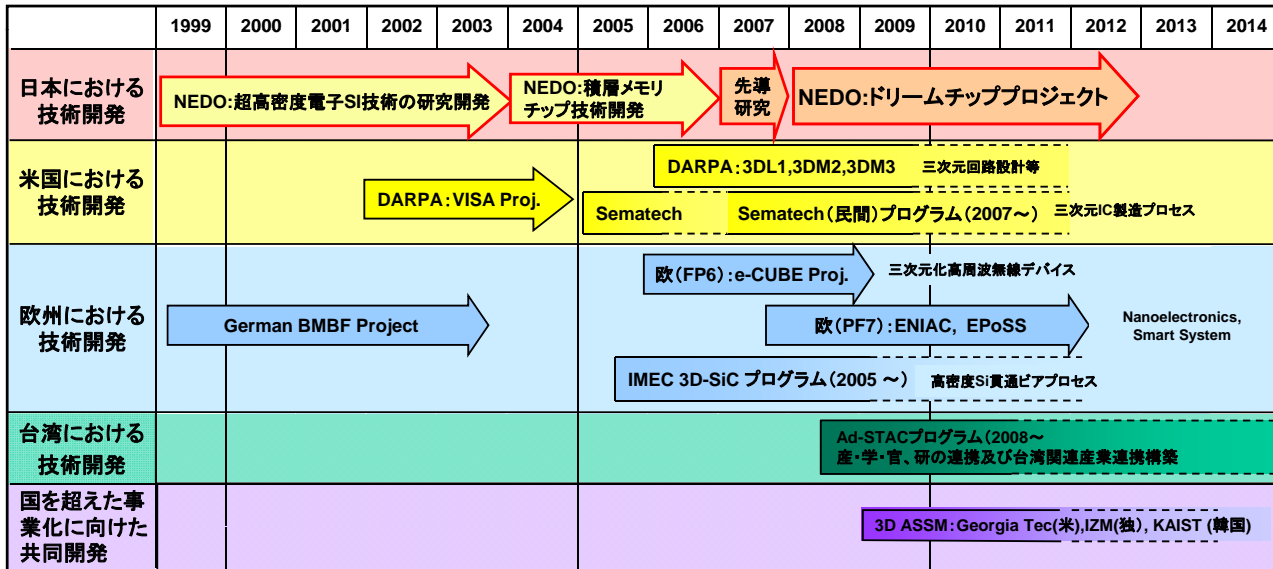 1999 2000 2001 2002 2003 2004 2005 2006 2007 2008 2009 2010 2011 2012 2013 2014
日本における
技術開発
NEDO:超高密度電子SI技術の研究開発
NEDO:積層メモリ
チップ技術開発
先導
研究
NEDO:ドリームチッププロジェクト
米国における
技術開発
DARPA:3DL1,3DM2,3DM3
三次元回路設計等
DARPA:VISA Proj.
Sematech
Sematech(民間)プログラム(2007~)
三次元IC製造プロセス
欧州における
技術開発
欧(FP6):e-CUBE Proj.
三次元化高周波無線デバイス
German BMBF Project
欧(PF7):ENIAC, EPoSS
Nanoelectronics,
Smart System
IMEC 3D-SiC プログラム(2005 ~)
高密度Si貫通ビアプロセス
台湾における
技術開発
Ad-STACプログラム(2008~
産・学・官、研の連携及び台湾関連産業連携構築
国を超えた事
業化に向けた
共同開発
3D ASSM:Georgia Tec(米),IZM(独), KAIST (韓国)